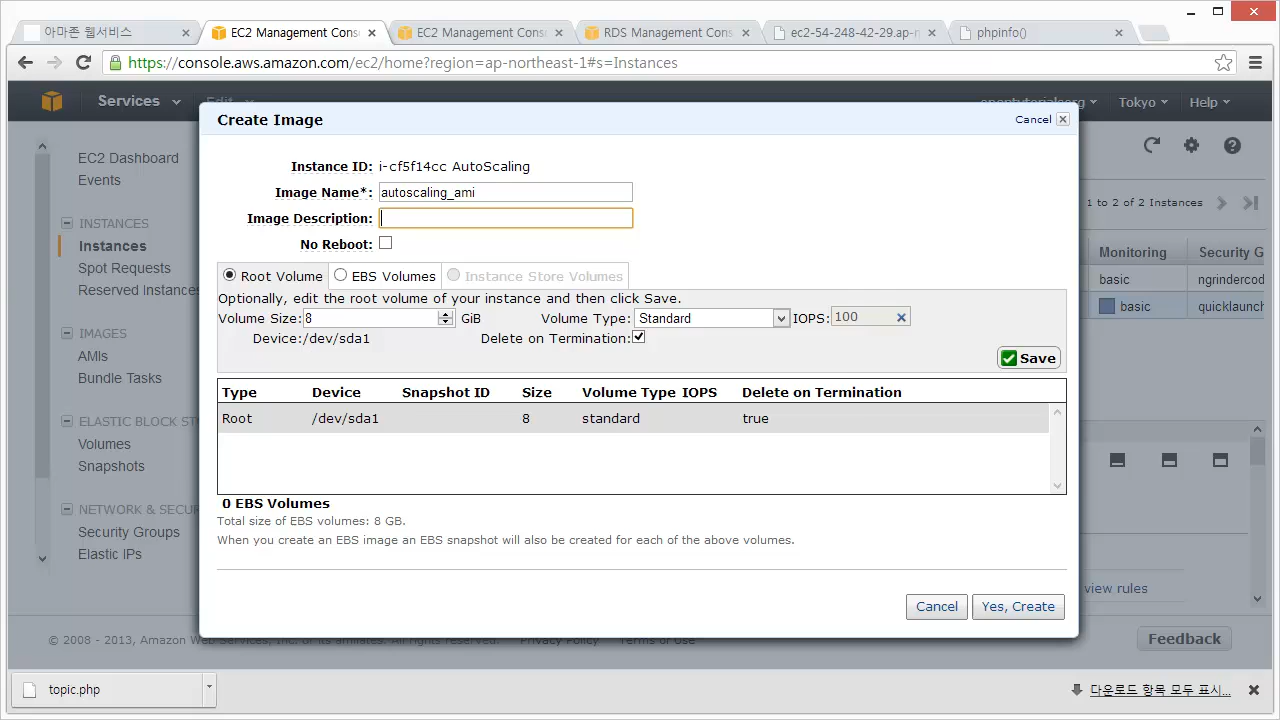 아마존 웹서비스
EC2 Management Cons
EC2 Management Cons
RDS Management Cons
ec2-54-248-42-29.ap-n
phpinfo()
https://console.aws.amazon.com/ec2/home?region=ap-northeast-1#s=Instances
Services
Edit
Tokyo
Help
Create Image
Cancel
Instance ID: i-cf5f14cc AutoScaling
Image Name*: autoscaling_ami
Image Description:
No Reboot:
Root Volume
EBS Volumes
Instance Store Volumes
Optionally, edit the root volume of your instance and then click Save.
Volume Size: 8 GiB
Volume Type: Standard
IOPS: 100
Device:/dev/sda1
Delete on Termination:
Save
Type Device Snapshot ID Size Volume Type IOPS Delete on Termination
Root /dev/sda1 8 standard true
0 EBS Volumes
Total size of EBS volumes: 8 GB.
When you create an EBS image an EBS snapshot will also be created for each of the above volumes.
Cancel
Yes, Create
EC2 Dashboard
Events
INSTANCES
Instances
Spot Requests
Reserved Instances
IMAGES
AMIs
Bundle Tasks
ELASTIC BLOCK ST
Volumes
Snapshots
NETWORK & SECUR
Security Groups
Elastic IPs
1 to 2 of 2 Instances
Monitoring Security G
basic ngrindercod
basic quicklaunch
view rules
© 2008 - 2013, Amazon Web Services, Inc. or its affiliates. All rights reserved. Privacy Policy Terms of Use
Feedback
topic.php
다운로드 항목 모두 표시...